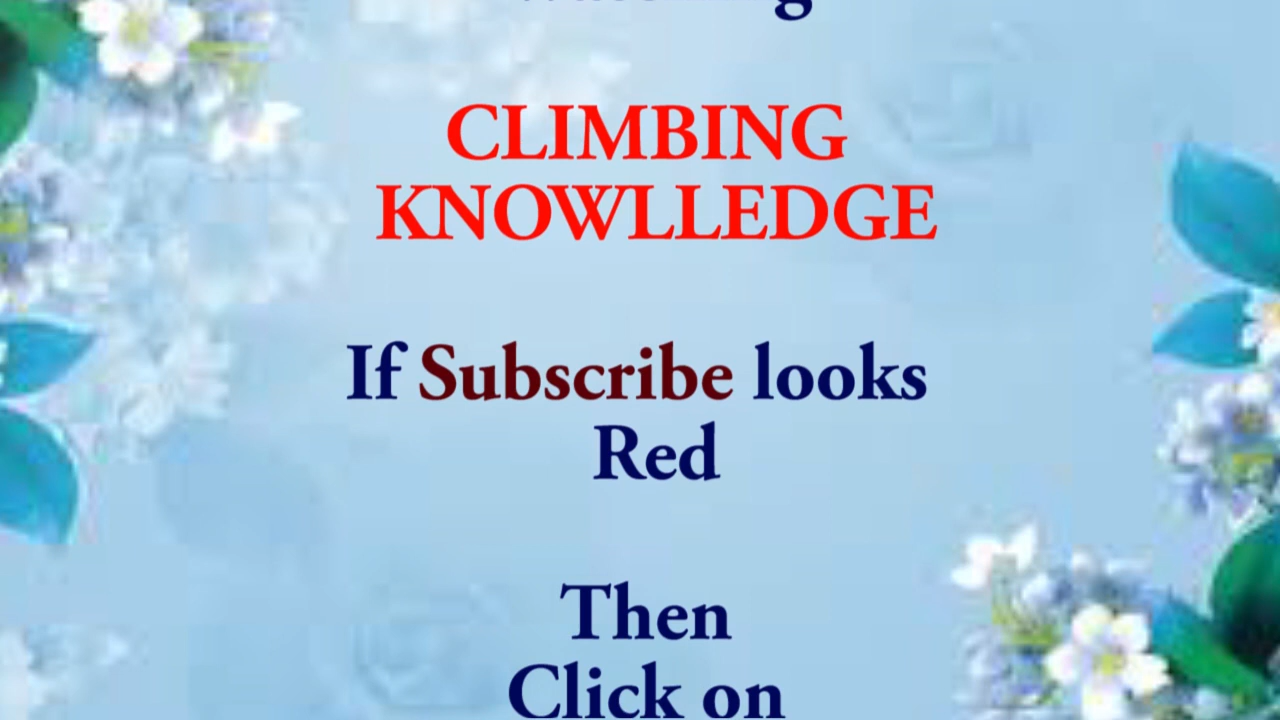 CLIMBING
KNOWLLEDGE
If Subscribe looks
Red
Then
Click on